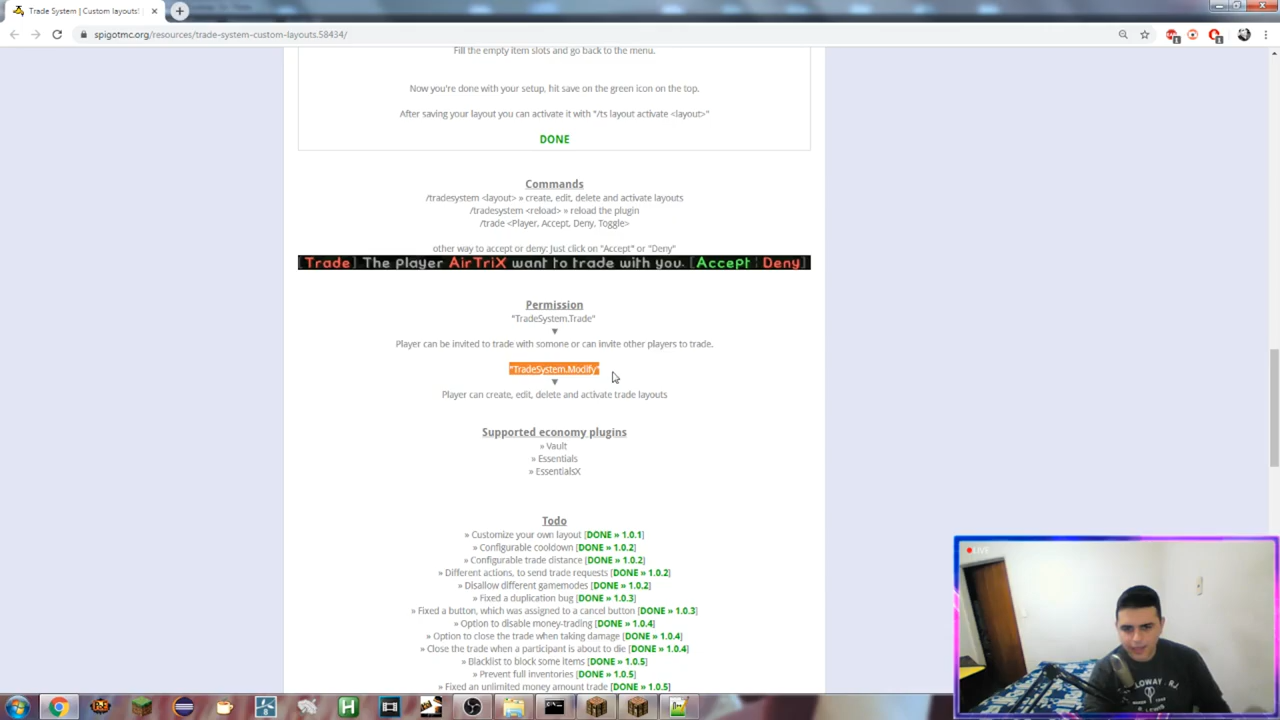 Trade System | Custom layouts!
spigotmc.org/resources/trade-system-custom-layouts.58434/
Fill the empty item slots and go back to the menu.
Now you're done with your setup, hit save on the green icon on the top.
After saving your layout you can activate it with "/ts layout activate <layout>"
DONE
Commands
/tradesystem <layout> » create, edit, delete and activate layouts
/tradesystem <reload> » reload the plugin
/trade <Player, Accept, Deny, Toggle>
other way to accept or deny: Just click on "Accept" or "Deny"
[Trade] The player AirTriX want to trade with you. [Accept | Deny]
Permission
"TradeSystem.Trade"
▼
Player can be invited to trade with somone or can invite other players to trade.
"TradeSystem.Modify"
▼
Player can create, edit, delete and activate trade layouts
Supported economy plugins
» Vault
» Essentials
» EssentialsX
Todo
» Customize your own layout [DONE » 1.0.1]
» Configurable cooldown [DONE » 1.0.2]
» Configurable trade distance [DONE » 1.0.2]
» Different actions, to send trade requests [DONE » 1.0.2]
» Disallow different gamemodes [DONE » 1.0.2]
» Fixed a duplication bug [DONE » 1.0.3]
» Fixed a button, which was assigned to a cancel button [DONE » 1.0.3]
» Option to disable money-trading [DONE » 1.0.4]
» Option to close the trade when taking damage [DONE » 1.0.4]
» Close the trade when a participant is about to die [DONE » 1.0.4]
» Blacklist to block some Items [DONE » 1.0.5]
» Prevent full inventories [DONE » 1.0.5]
» Fixed an unlimited money amount trade [DONE » 1.0.5]
LIVE